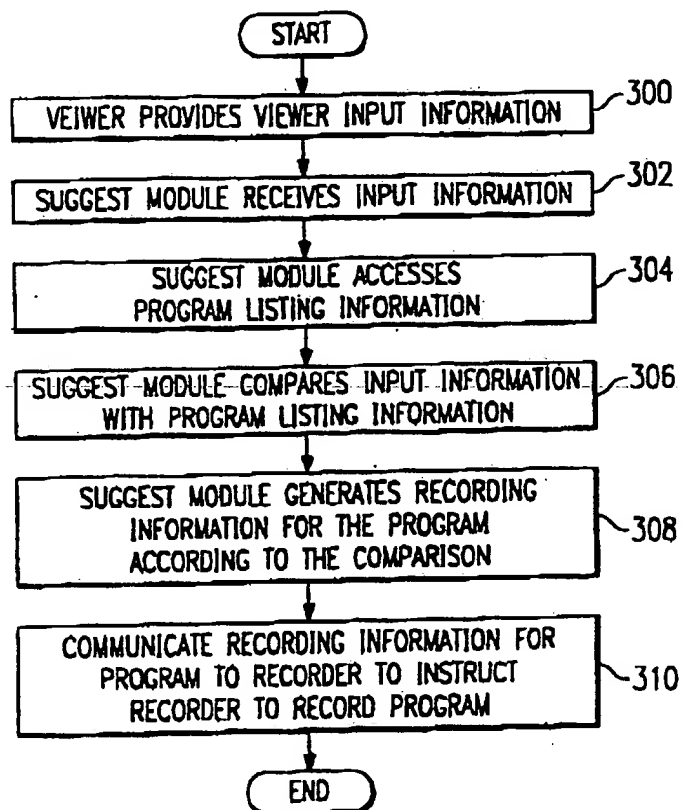 START
VEIWER PROVIDES VIEWER INPUT INFORMATION
300
SUGGEST MODULE RECEIVES INPUT INFORMATION
302
SUGGEST MODULE ACCESSES
PROGRAM LISTING INFORMATION
304
SUGGEST MODULE COMPARES INPUT INFORMATION
WITH PROGRAM LISTING INFORMATION
306
SUGGEST MODULE GENERATES RECORDING
INFORMATION FOR THE PROGRAM
ACCORDING TO THE COMPARISON
308
COMMUNICATE RECORDING INFORMATION FOR
PROGRAM TO RECORDER TO INSTRUCT
RECORDER TO RECORD PROGRAM
310
END